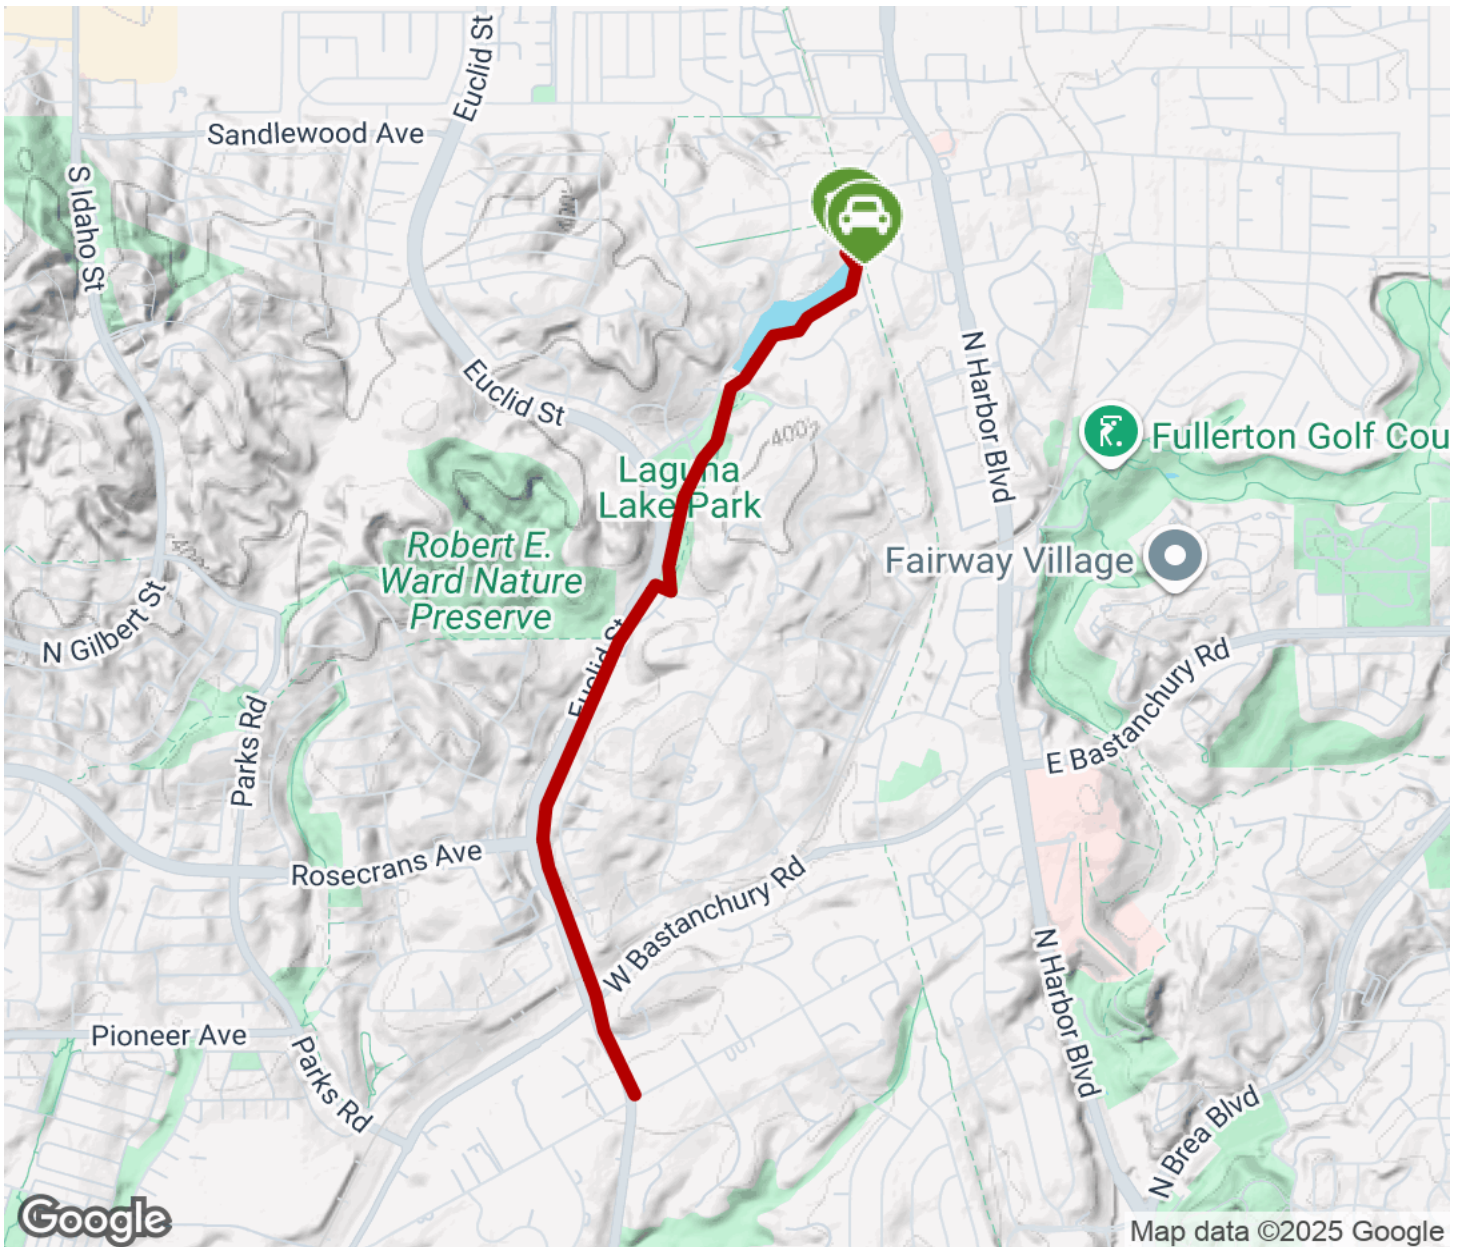 Euclid St
Sandlewood Ave
S Idaho St
400
N Harbor Blvd
Euclid St
400'
Fullerton Golf Cou
Laguna
Lake Park
Robert E.
Ward Nature
Preserve
Fairway Village
400
N Gilbert St
Euclid St
E Bastanchury Rd
Parks Rd
Rosecrans Ave
W Bastanchury Rd
N Harbor Blvd
Pioneer Ave
Parks Rd
N Brea Blvd
Google
Map data ©2025 Google